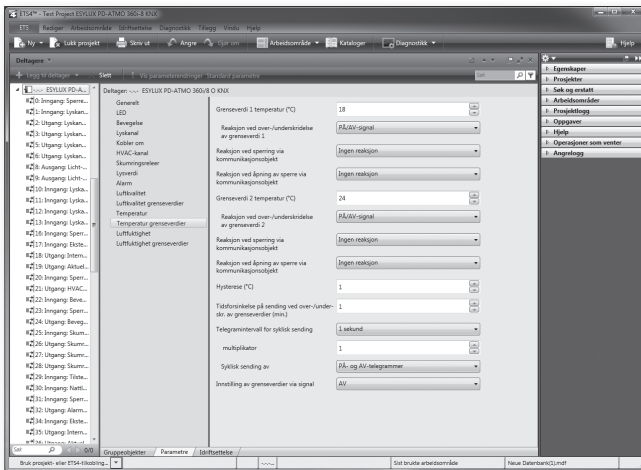 ETS4™ - Test Project ESYLUX PD-ATMO 360i-8 KNX
ETS Rediger Arbeidsområde Idriftsettelse Diagnostikk Tillegg Vindu Hjelp
Ny Lukk prosjekt Skriv ut Angre Gjør om Arbeidsområde Kataloger Diagnostikk Hjelp
Deltagere
Legg til deltager Slett Vis parameterendringer Standard parametre Søk
-.-.- ESYLUX PD-A...
0: Inngang: Sperre...
1: Inngang: Lyskan...
2: Utgang: Lyskan...
3: Utgang: Lyskan...
5: Utgang: Lyskan...
6: Utgang: Lyskan...
8: Ausgang: Licht-...
9: Ausgang: Licht-...
10: Inngang: Lyska...
11: Inngang: Lyska...
12: Inngang: Lyska...
13: Inngang: Lyska...
16: Inngang: Sperr...
17: Inngang: Ekste...
18: Utgang: Intern...
19: Utgang: Aktuel...
20: Inngang: Sperr...
21: Utgang: HVAC...
22: Inngang: Beve...
23: Inngang: Sperr...
24: Utgang: Beveg...
25: Inngang: Skum...
26: Utgang: Skumr...
27: Utgang: Skumr...
28: Utgang: Skumr...
29: Inngang: Tilste...
30: Inngang: Nattl...
31: Inngang: Sperr...
32: Utgang: Alarm...
34: Inngang: Ekste...
35: Utgang: Intern...
36: Utgang: Aktuel...
Søk 0/0
Deltager: -.-.- ESYLUX PD-ATMO 360i/8 O KNX
Generelt
LED
Bevegelse
Lyskanal
Kobler om
HVAC-kanal
Skumningsreleer
Lysverdi
Alarm
Luftkvalitet
Luftkvalitet grenseverdier
Temperatur
Temperatur grenseverdier
Luftfuktighet
Luftfuktighet grenseverdier
Grenseverdi 1 temperatur (°C) 18
Reaksjon ved over-/underskridelse av grenseverdi 1 PÅ/AV-signal
Reaksjon ved sperring via kommunikasjonsobjekt Ingen reaksjon
Reaksjon ved åpning av sperre via kommunikasjonsobjekt Ingen reaksjon
Grenseverdi 2 temperatur (°C) 24
Reaksjon ved over-/underskridelse av grenseverdi 2 PÅ/AV-signal
Reaksjon ved sperring via kommunikasjonsobjekt Ingen reaksjon
Reaksjon ved åpning av sperre via kommunikasjonsobjekt Ingen reaksjon
Hysterese (°C) 1
Tidsforsinkelse på sending ved over-/under-skr. av grenseverdier (min.) 1
Telegramintervall for syklisk sending 1 sekund
multiplikator 1
Syklisk sending av PÅ- og AV-telegrammer
Innstilling av grenseverdier via signal AV
Gruppeobjekter Parametre Idriftsettelse
Egenskaper
Prosjekter
Søk og erstatt
Arbeidsområder
Prosjektlogg
Oppgaver
Hjelp
Operasjoner som venter
Angrelogg
Bruk prosjekt- eller ETS4-tilkobling... -.-.-... Sist brukte arbeidsområde Neue Datenbank(1).mdf